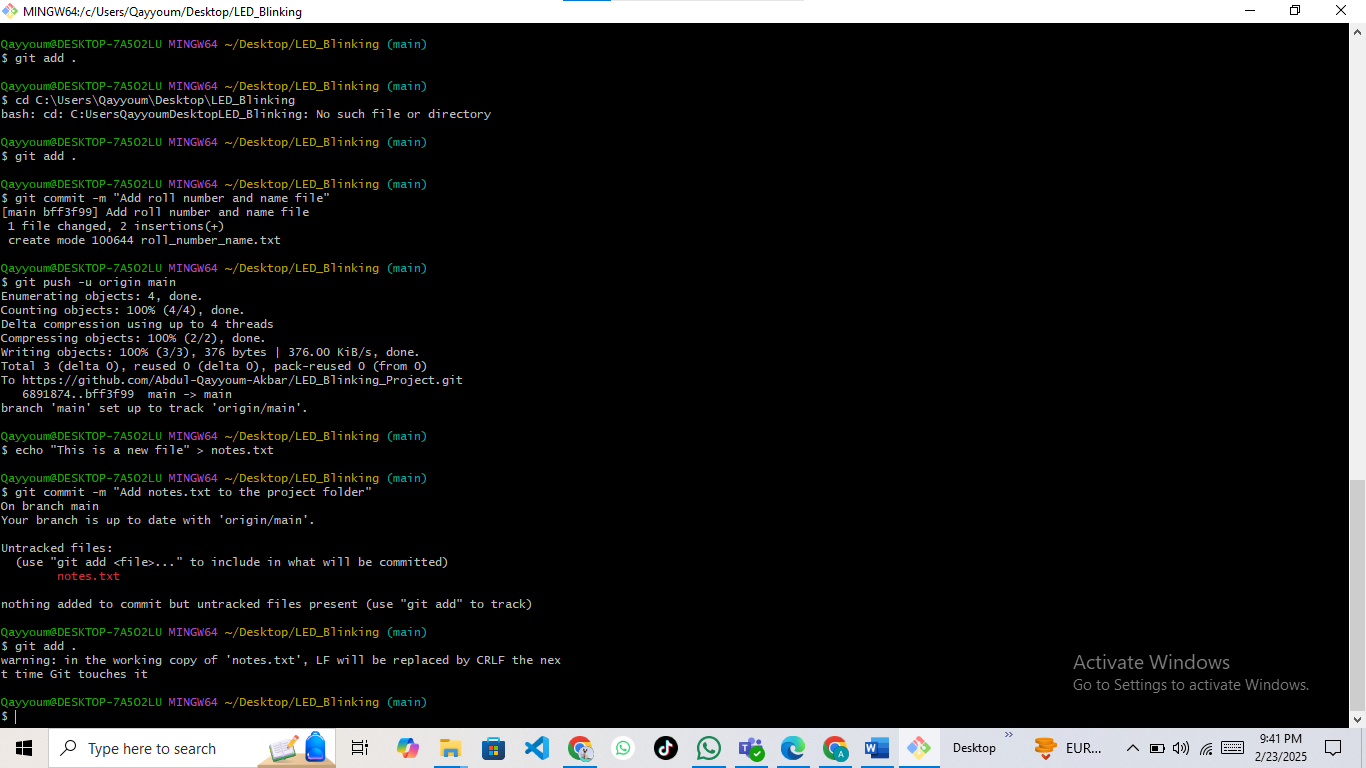 MINGW64:/c/Users/Qayyoum/Desktop/LED_Blinking
Qayyoum@DESKTOP-7A5O2LU MINGW64 ~/Desktop/LED_Blinking (main)
$ git add .
Qayyoum@DESKTOP-7A5O2LU MINGW64 ~/Desktop/LED_Blinking (main)
$ cd C:\Users\Qayyoum\Desktop\LED_Blinking
bash: cd: C:UsersQayyoumDesktopLED_Blinking: No such file or directory
Qayyoum@DESKTOP-7A5O2LU MINGW64 ~/Desktop/LED_Blinking (main)
$ git add .
Qayyoum@DESKTOP-7A5O2LU MINGW64 ~/Desktop/LED_Blinking (main)
$ git commit -m "Add roll number and name file"
[main bff3f99] Add roll number and name file
1 file changed, 2 insertions(+)
create mode 100644 roll_number_name.txt
Qayyoum@DESKTOP-7A5O2LU MINGW64 ~/Desktop/LED_Blinking (main)
$ git push -u origin main
Enumerating objects: 4, done.
Counting objects: 100% (4/4), done.
Delta compression using up to 4 threads
Compressing objects: 100% (2/2), done.
Writing objects: 100% (3/3), 376 bytes | 376.00 KiB/s, done.
Total 3 (delta 0), reused 0 (delta 0), pack-reused 0 (from 0)
To https://github.com/Abdul-Qayyoum-Akbar/LED_Blinking_Project.git
6891874..bff3f99  main -> main
branch 'main' set up to track 'origin/main'.
Qayyoum@DESKTOP-7A5O2LU MINGW64 ~/Desktop/LED_Blinking (main)
$ echo "This is a new file" > notes.txt
Qayyoum@DESKTOP-7A5O2LU MINGW64 ~/Desktop/LED_Blinking (main)
$ git commit -m "Add notes.txt to the project folder"
On branch main
Your branch is up to date with 'origin/main'.
Untracked files:
(use "git add <file>..." to include in what will be committed)
notes.txt
nothing added to commit but untracked files present (use "git add" to track)
Qayyoum@DESKTOP-7A5O2LU MINGW64 ~/Desktop/LED_Blinking (main)
$ git add .
warning: in the working copy of 'notes.txt', LF will be replaced by CRLF the nex
t time Git touches it
Qayyoum@DESKTOP-7A5O2LU MINGW64 ~/Desktop/LED_Blinking (main)
$
Activate Windows
Go to Settings to activate Windows.
Type here to search
Desktop
EUR...
9:41 PM
2/23/2025